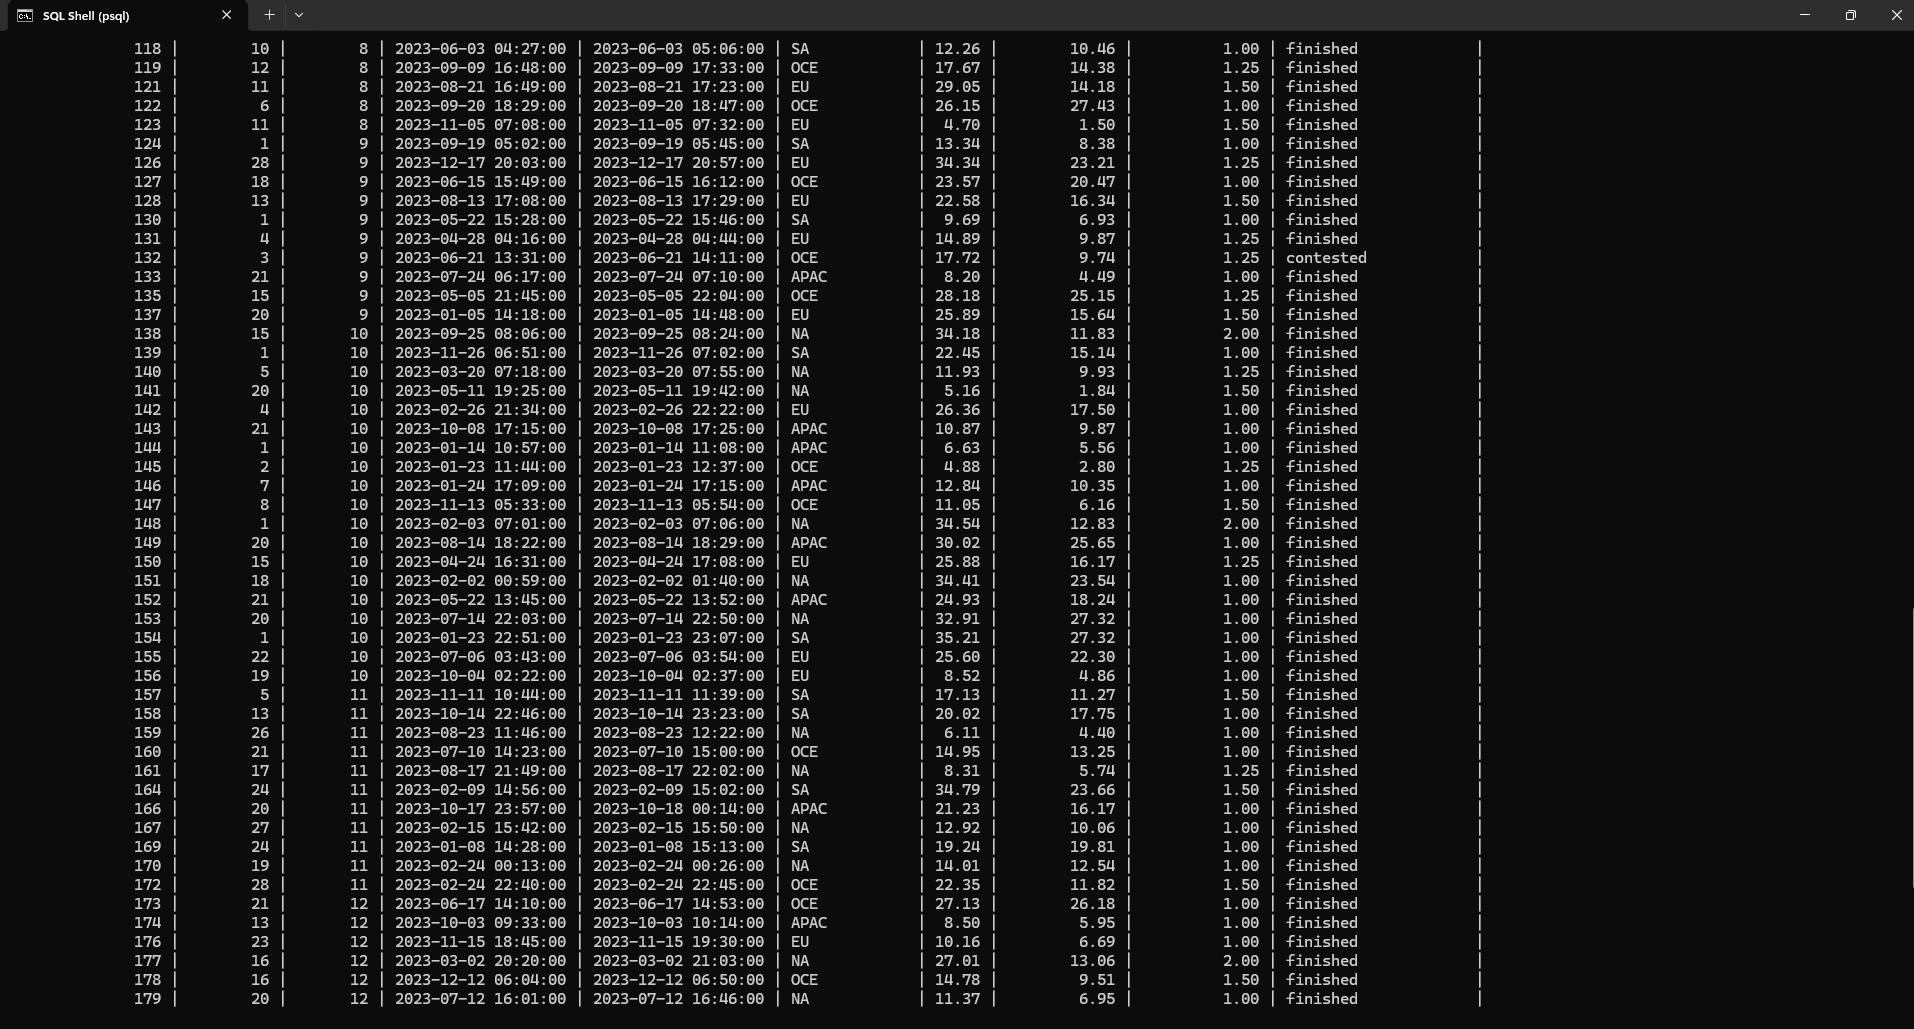 SQL Shell (psql)
118 | 10 | 8 | 2023-06-03 04:27:00 | 2023-06-03 05:06:00 | SA | 12.26 | 10.46 | 1.00 | finished |
119 | 12 | 8 | 2023-09-09 16:48:00 | 2023-09-09 17:33:00 | OCE | 17.67 | 14.38 | 1.25 | finished |
121 | 11 | 8 | 2023-08-21 16:49:00 | 2023-08-21 17:23:00 | EU | 29.05 | 14.18 | 1.50 | finished |
122 | 6 | 8 | 2023-09-20 18:29:00 | 2023-09-20 18:47:00 | OCE | 26.15 | 27.43 | 1.00 | finished |
123 | 11 | 8 | 2023-11-05 07:08:00 | 2023-11-05 07:32:00 | EU | 4.70 | 1.50 | 1.50 | finished |
124 | 1 | 9 | 2023-09-19 05:02:00 | 2023-09-19 05:45:00 | SA | 13.34 | 8.38 | 1.00 | finished |
126 | 28 | 9 | 2023-12-17 20:03:00 | 2023-12-17 20:57:00 | EU | 34.34 | 23.21 | 1.25 | finished |
127 | 18 | 9 | 2023-06-15 15:49:00 | 2023-06-15 16:12:00 | OCE | 23.57 | 20.47 | 1.00 | finished |
128 | 13 | 9 | 2023-08-13 17:08:00 | 2023-08-13 17:29:00 | EU | 22.58 | 16.34 | 1.50 | finished |
130 | 1 | 9 | 2023-05-22 15:28:00 | 2023-05-22 15:46:00 | SA | 9.69 | 6.93 | 1.00 | finished |
131 | 4 | 9 | 2023-04-28 04:16:00 | 2023-04-28 04:44:00 | EU | 14.89 | 9.87 | 1.25 | finished |
132 | 3 | 9 | 2023-06-21 13:31:00 | 2023-06-21 14:11:00 | OCE | 17.72 | 9.74 | 1.25 | contested |
133 | 21 | 9 | 2023-07-24 06:17:00 | 2023-07-24 07:10:00 | APAC | 8.20 | 4.49 | 1.00 | finished |
135 | 15 | 9 | 2023-05-05 21:45:00 | 2023-05-05 22:04:00 | OCE | 28.18 | 25.15 | 1.25 | finished |
137 | 20 | 9 | 2023-01-05 14:18:00 | 2023-01-05 14:48:00 | EU | 25.89 | 15.64 | 1.50 | finished |
138 | 15 | 10 | 2023-09-25 08:06:00 | 2023-09-25 08:24:00 | NA | 34.18 | 11.83 | 2.00 | finished |
139 | 1 | 10 | 2023-11-26 06:51:00 | 2023-11-26 07:02:00 | SA | 22.45 | 15.14 | 1.00 | finished |
140 | 5 | 10 | 2023-03-20 07:18:00 | 2023-03-20 07:55:00 | NA | 11.93 | 9.93 | 1.25 | finished |
141 | 20 | 10 | 2023-05-11 19:25:00 | 2023-05-11 19:42:00 | NA | 5.16 | 1.84 | 1.50 | finished |
142 | 4 | 10 | 2023-02-26 21:34:00 | 2023-02-26 22:22:00 | EU | 26.36 | 17.50 | 1.00 | finished |
143 | 21 | 10 | 2023-10-08 17:15:00 | 2023-10-08 17:25:00 | APAC | 10.87 | 9.87 | 1.00 | finished |
144 | 1 | 10 | 2023-01-14 10:57:00 | 2023-01-14 11:08:00 | APAC | 6.63 | 5.56 | 1.00 | finished |
145 | 2 | 10 | 2023-01-23 11:44:00 | 2023-01-23 12:37:00 | OCE | 4.88 | 2.80 | 1.25 | finished |
146 | 7 | 10 | 2023-01-24 17:09:00 | 2023-01-24 17:15:00 | APAC | 12.84 | 10.35 | 1.00 | finished |
147 | 8 | 10 | 2023-11-13 05:33:00 | 2023-11-13 05:54:00 | OCE | 11.05 | 6.16 | 1.50 | finished |
148 | 1 | 10 | 2023-02-03 07:01:00 | 2023-02-03 07:06:00 | NA | 34.54 | 12.83 | 2.00 | finished |
149 | 20 | 10 | 2023-08-14 18:22:00 | 2023-08-14 18:29:00 | APAC | 30.02 | 25.65 | 1.00 | finished |
150 | 15 | 10 | 2023-04-24 16:31:00 | 2023-04-24 17:08:00 | EU | 25.88 | 16.17 | 1.25 | finished |
151 | 18 | 10 | 2023-02-02 00:59:00 | 2023-02-02 01:40:00 | NA | 34.41 | 23.54 | 1.00 | finished |
152 | 21 | 10 | 2023-05-22 13:45:00 | 2023-05-22 13:52:00 | APAC | 24.93 | 18.24 | 1.00 | finished |
153 | 20 | 10 | 2023-07-14 22:03:00 | 2023-07-14 22:50:00 | NA | 32.91 | 27.32 | 1.00 | finished |
154 | 1 | 10 | 2023-01-23 22:51:00 | 2023-01-23 23:07:00 | SA | 35.21 | 27.32 | 1.00 | finished |
155 | 22 | 10 | 2023-07-06 03:43:00 | 2023-07-06 03:54:00 | EU | 25.60 | 22.30 | 1.00 | finished |
156 | 19 | 10 | 2023-10-04 02:22:00 | 2023-10-04 02:37:00 | EU | 8.52 | 4.86 | 1.00 | finished |
157 | 5 | 11 | 2023-11-11 10:44:00 | 2023-11-11 11:39:00 | SA | 17.13 | 11.27 | 1.50 | finished |
158 | 13 | 11 | 2023-10-14 22:46:00 | 2023-10-14 23:23:00 | SA | 20.02 | 17.75 | 1.00 | finished |
159 | 26 | 11 | 2023-08-23 11:46:00 | 2023-08-23 12:22:00 | NA | 6.11 | 4.40 | 1.00 | finished |
160 | 21 | 11 | 2023-07-10 14:23:00 | 2023-07-10 15:00:00 | OCE | 14.95 | 13.25 | 1.00 | finished |
161 | 17 | 11 | 2023-08-17 21:49:00 | 2023-08-17 22:02:00 | NA | 8.31 | 5.74 | 1.25 | finished |
164 | 24 | 11 | 2023-02-09 14:56:00 | 2023-02-09 15:02:00 | SA | 34.79 | 23.66 | 1.50 | finished |
166 | 20 | 11 | 2023-10-17 23:57:00 | 2023-10-18 00:14:00 | APAC | 21.23 | 16.17 | 1.00 | finished |
167 | 27 | 11 | 2023-02-15 15:42:00 | 2023-02-15 15:50:00 | NA | 12.92 | 10.06 | 1.00 | finished |
169 | 24 | 11 | 2023-01-08 14:28:00 | 2023-01-08 15:13:00 | SA | 19.24 | 19.81 | 1.00 | finished |
170 | 19 | 11 | 2023-02-24 00:13:00 | 2023-02-24 00:26:00 | NA | 14.01 | 12.54 | 1.00 | finished |
172 | 28 | 11 | 2023-02-24 22:40:00 | 2023-02-24 22:45:00 | OCE | 22.35 | 11.82 | 1.50 | finished |
173 | 21 | 12 | 2023-06-17 14:10:00 | 2023-06-17 14:53:00 | OCE | 27.13 | 26.18 | 1.00 | finished |
174 | 13 | 12 | 2023-10-03 09:33:00 | 2023-10-03 10:14:00 | APAC | 8.50 | 5.95 | 1.00 | finished |
176 | 23 | 12 | 2023-11-15 18:45:00 | 2023-11-15 19:30:00 | EU | 10.16 | 6.69 | 1.00 | finished |
177 | 16 | 12 | 2023-03-02 20:20:00 | 2023-03-02 21:03:00 | NA | 27.01 | 13.06 | 2.00 | finished |
178 | 16 | 12 | 2023-12-12 06:04:00 | 2023-12-12 06:50:00 | OCE | 14.78 | 9.51 | 1.50 | finished |
179 | 20 | 12 | 2023-07-12 16:01:00 | 2023-07-12 16:46:00 | NA | 11.37 | 6.95 | 1.00 | finished |